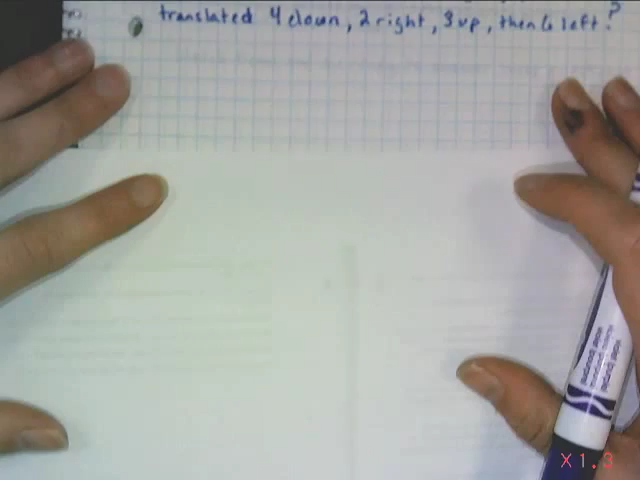 translated 4 down, 2 right, 3 up, then 6 left?
X1.3